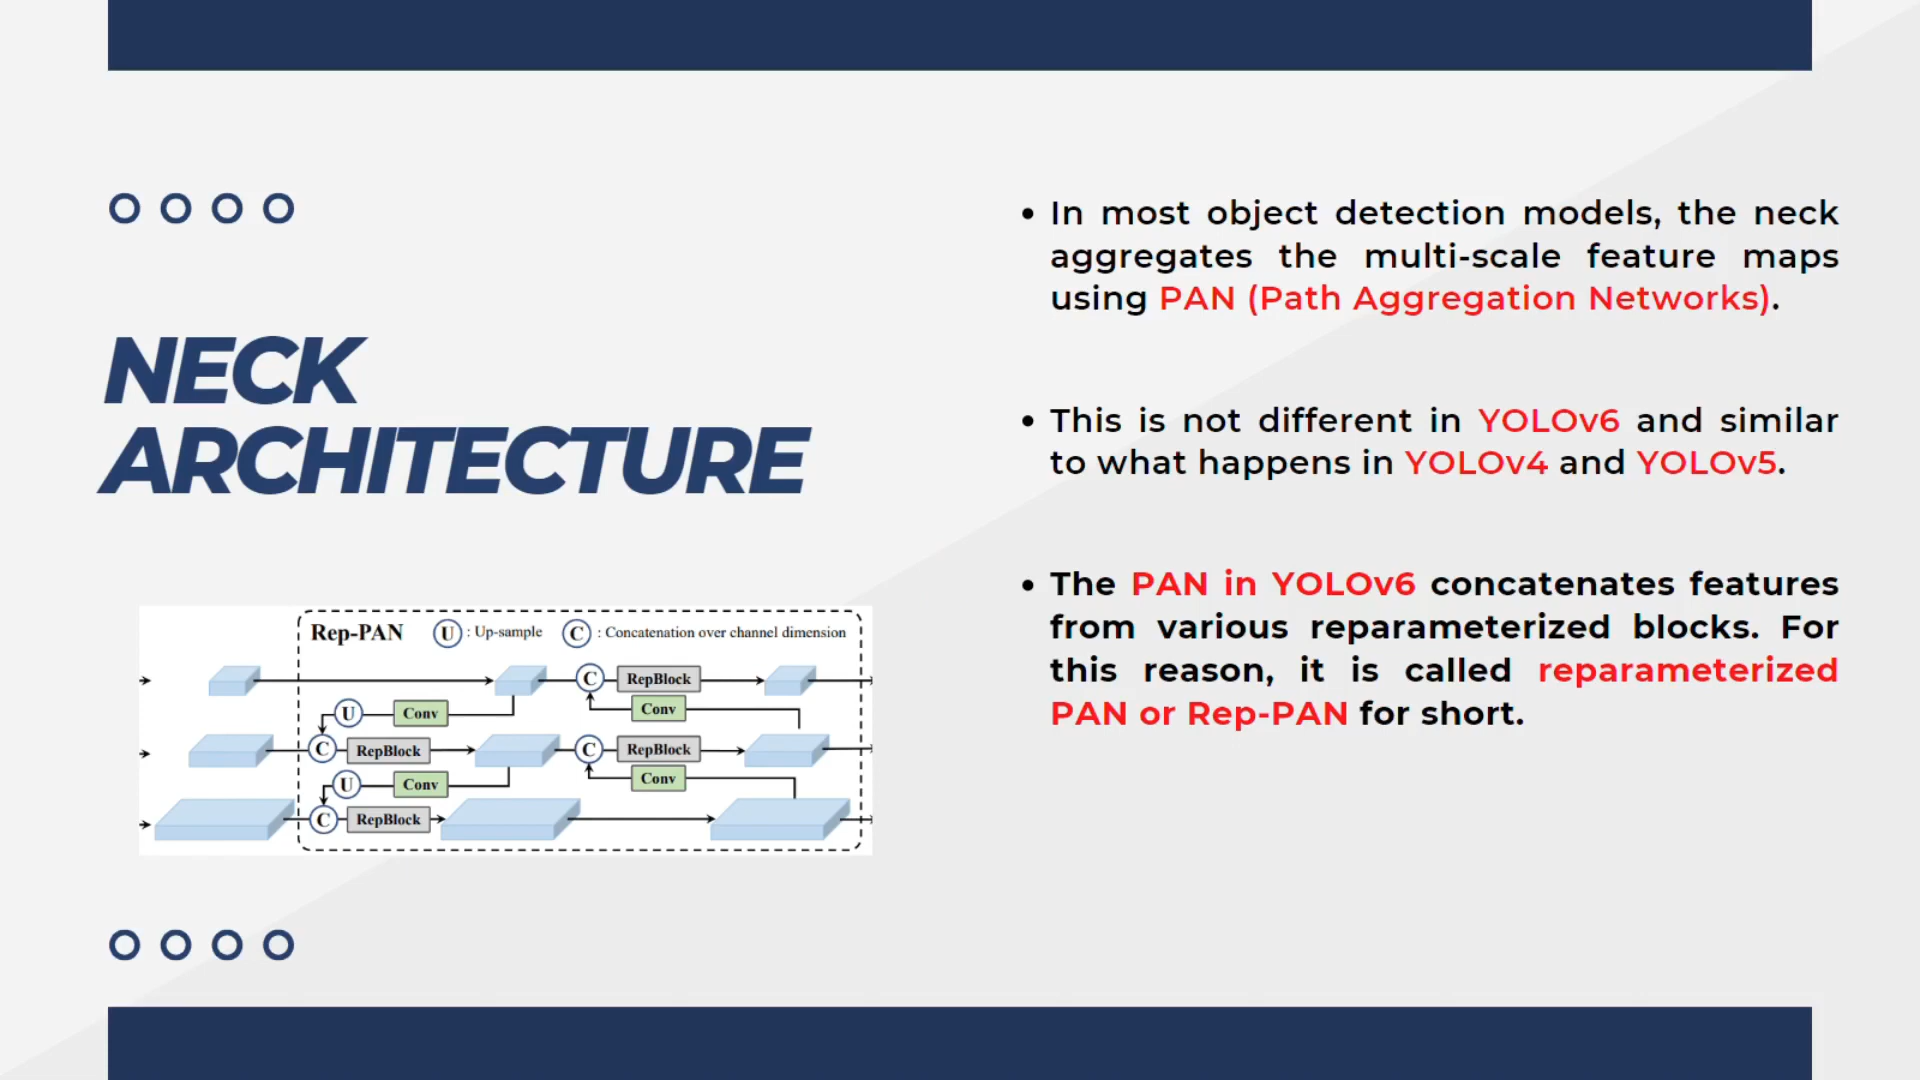 NECK
ARCHITECTURE
Rep-PAN U : Up-sample C : Concatenation over channel dimension
C RepBlock
U Conv Conv
C RepBlock C RepBlock
U Conv Conv
C RepBlock
• In most object detection models, the neck
aggregates the multi-scale feature maps
using PAN (Path Aggregation Networks).
• This is not different in YOLOv6 and similar
to what happens in YOLOv4 and YOLOv5.
• The PAN in YOLOv6 concatenates features
from various reparameterized blocks. For
this reason, it is called reparameterized
PAN or Rep-PAN for short.